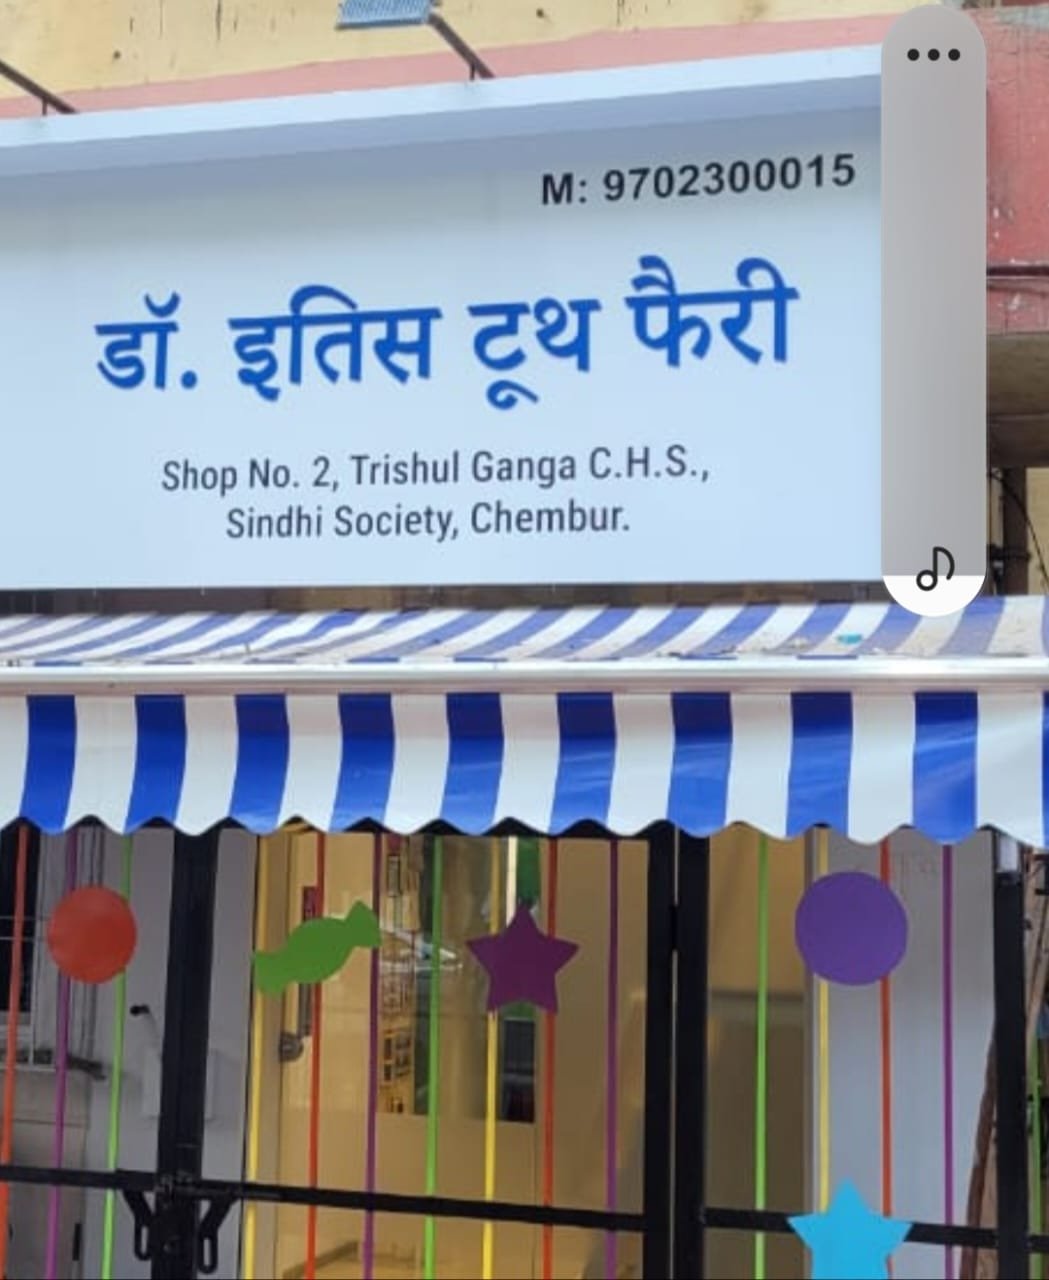 M: 9702300015
डॉ. इतिस टूथ फैरी
Shop No. 2, Trishul Ganga C.H.S.,
Sindhi Society, Chembur.